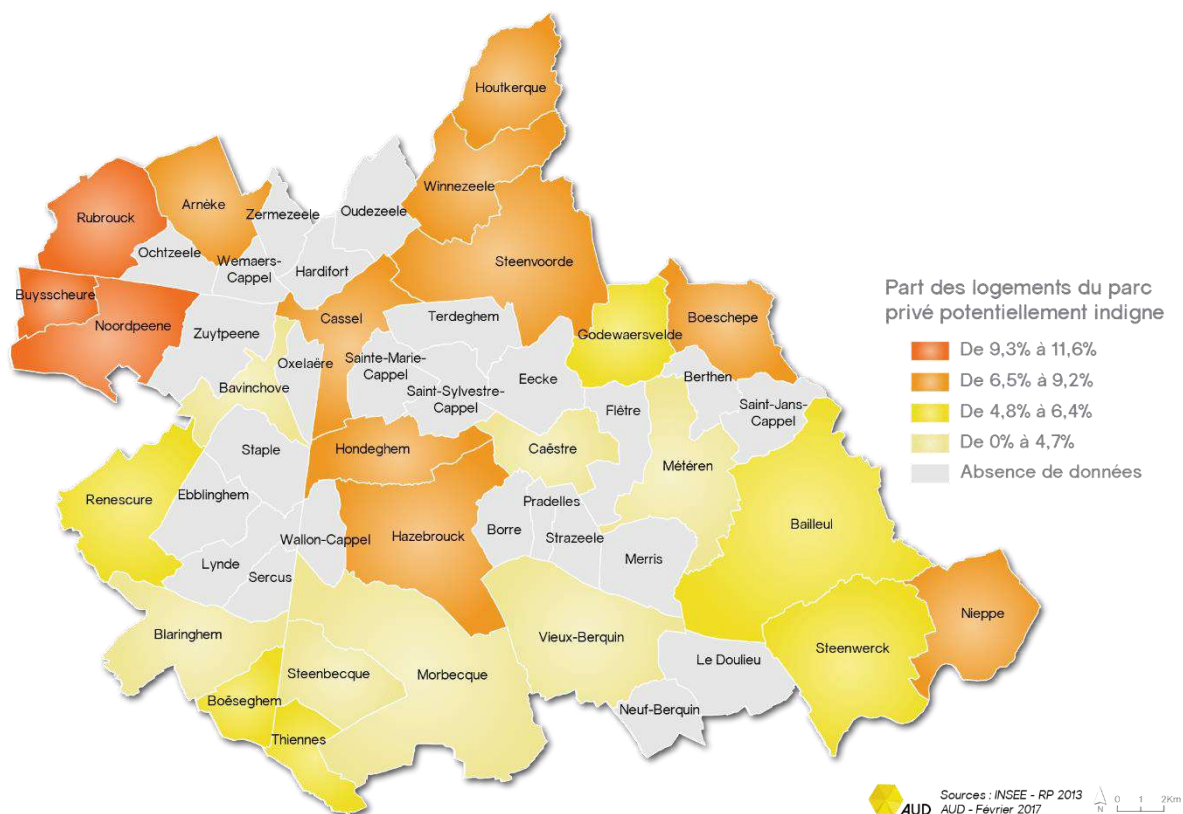 Houtkerque
Winnezeele
Rubrouck
Arnèke
Zermezeele
Oudezeele
Ochtzeele
Wemaers-
Cappel
Hardifort
Steenvoorde
Buysscheure
Noordpeene
Zuytpeene
Cassel
Terdeghem
Godewaersvelde
Boeschepe
Oxelaëre
Sainte-Marie-
Cappel
Bavinchove
Saint-Sylvestre-
Cappel
Eecke
Berthen
Flêtre
Saint-Jans-
Cappel
Staple
Hondeghem
Caëstre
Météren
Renescure
Ebblinghem
Pradelles
Bailleul
Wallon-Cappel
Hazebrouck
Borre
Strazeele
Merris
Lynde
Sercus
Nieppe
Blaringhem
Vieux-Berquin
Steenwerck
Le Doulieu
Steenbecque
Morbecque
Boëseghem
Neuf-Berquin
Thiennes
Part des logements du parc
privé potentiellement indigne
De 9,3% à 11,6%
De 6,5% à 9,2%
De 4,8% à 6,4%
De 0% à 4,7%
Absence de données
AUD
Sources : INSEE - RP 2013
AUD - Février 2017
N
0 1 2Km